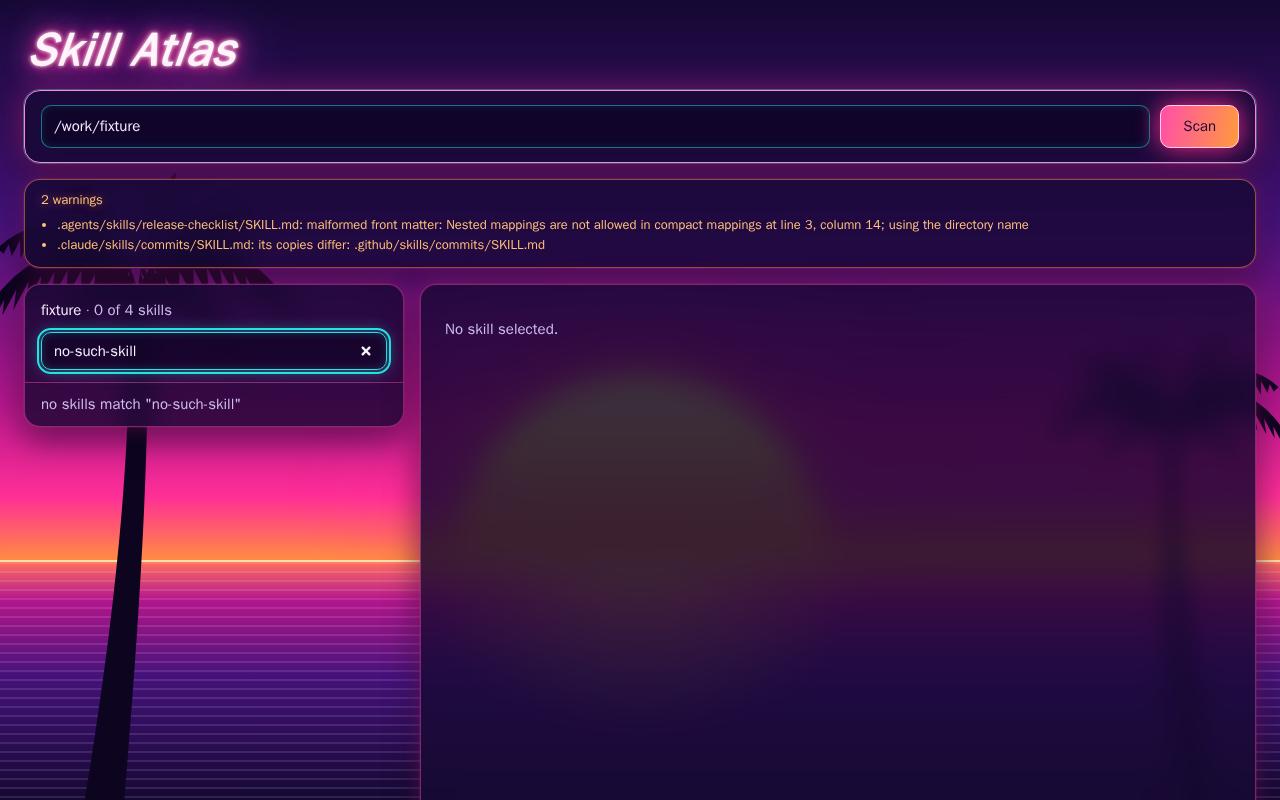 Skill Atlas
/work/fixture
Scan
2 warnings
• .agents/skills/release-checklist/SKILL.md: malformed front matter: Nested mappings are not allowed in compact mappings at line 3, column 14; using the directory name
• .claude/skills/commits/SKILL.md: its copies differ: .github/skills/commits/SKILL.md
fixture · 0 of 4 skills
no-such-skill
no skills match "no-such-skill"
No skill selected.